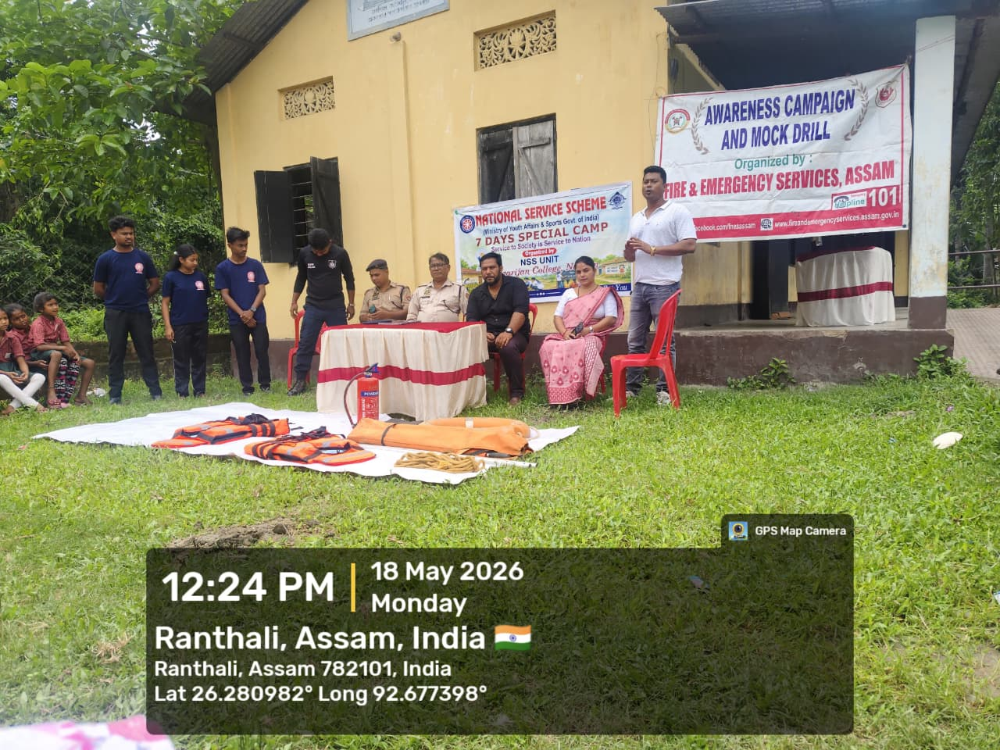 AWARENESS CAMPAIGN
AND MOCK DRILL
Organized by :
FIRE & EMERGENCY SERVICES, ASSAM
101
facebook.com/fnesassam
www.fireandemergencyservices.assam.gov.in
NATIONAL SERVICE SCHEME
(Ministry of Youth Affairs & Sports Govt. of India)
7 DAYS SPECIAL CAMP
Service to Society is Service to Nation
Organized by
NSS UNIT
College, N
You
POWDER
GPS Map Camera
12:24 PM
18 May 2026
Monday
Ranthali, Assam, India
Ranthali, Assam 782101, India
Lat 26.280982° Long 92.677398°